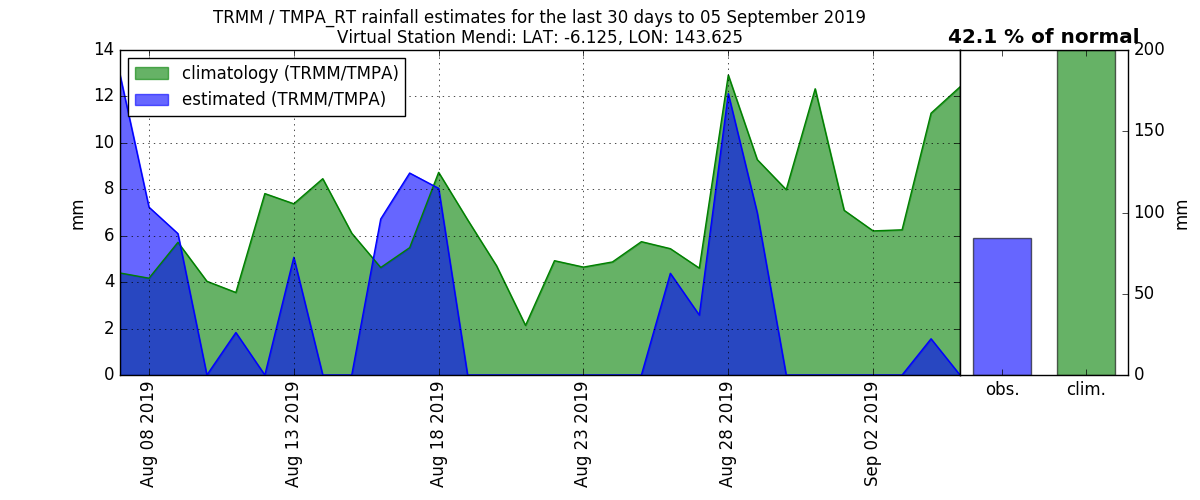 TRMM / TMPA_RT rainfall estimates for the last 30 days to 05 September 2019
Virtual Station Mendi: LAT: -6.125, LON: 143.625
42.1 % of normal
climatology (TRMM/TMPA)
estimated (TRMM/TMPA)
mm
14
12
10
8
6
4
2
0
Aug 08 2019
Aug 13 2019
Aug 18 2019
Aug 23 2019
Aug 28 2019
Sep 02 2019
200
150
100
50
0
mm
obs.
clim.